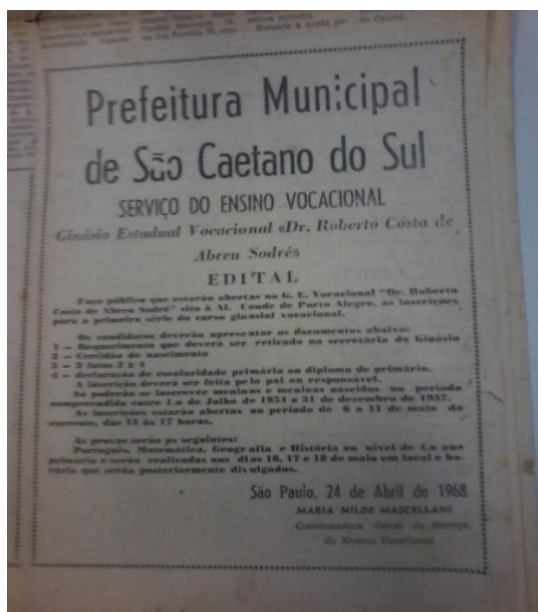 Prefeitura Municipal
de São Caetano do Sul
SERVIÇO DO ENSINO VOCACIONAL
Ginásio Estadual Vocacional «Dr. Roberto Costa de
Abreu Sodré»
EDITAL
Faço público que estarão abertas no G. E. Vocacional "Dr. Roberto
Costa de Abreu Sodré" sito à Al. Conde de Porto Alegre, as inscrições
para a primeira série do curso ginasial vocacional.
Os candidatos deverão apresentar os documentos abaixo:
1 — Requerimento que deverá ser retirado na secretária do Ginásio
2 — Certidão de nascimento
3 — 2 fotos 3 x 4
4 — declaração de escolaridade primária ou diploma de primário.
A inscrição deverá ser feita pelo pai ou responsável.
Só poderão se inscrever meninos e meninas nascidos no período
compreendido entre 1.o de Julho de 1954 a 31 de dezembro de 1957.
As inscrições estarão abertas no período de 6 a 11 de maio do
corrente, das 13 às 17 horas.
As provas serão as seguintes:
Português, Matemática, Geografia e História ao nível de 4.o ano
primário e serão realizadas nos dias 16, 17 e 18 de maio em local e ho-
rário que serão posteriormente divulgados.
São Paulo, 24 de Abril de 1968
MARIA NILDE MASCELLANI
Coordenadora Geral do Serviço
do Ensino Vocacional